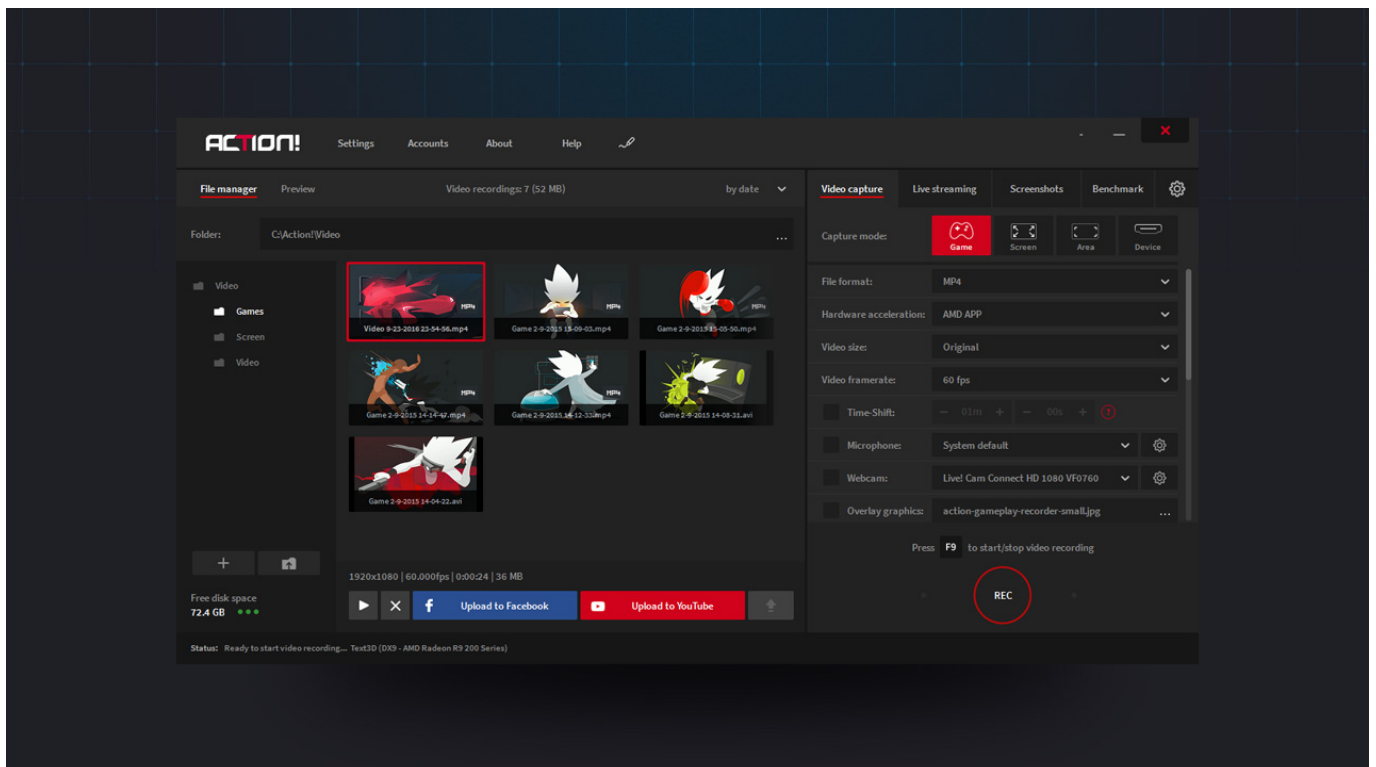 ACTION!
Settings Accounts About Help
File manager Preview Video recordings: 7 (52 MB) by date
Video capture Live streaming Screenshots Benchmark
Folder: C:\Action!\Video ...
Capture mode: Game Screen Area Device
Video
Games
Screen
Video
MP4
Video 9-23-2016 23-54-56.mp4
MP4
Game 2-9-2015 15-09-03.mp4
MP4
Game 2-9-2015 15-05-50.mp4
MP4
Game 2-9-2015 14-14-47.mp4
MP4
Game 2-9-2015 14-12-33.mp4
Game 2-9-2015 14-08-31.avi
Game 2-9-2015 14-04-22.avi
File format: MP4
Hardware acceleration: AMD APP
Video size: Original
Video framerate: 60 fps
Time-Shift: - 01m + - 00s +
Microphone: System default
Webcam: Live! Cam Connect HD 1080 VF0760
Overlay graphics: action-gameplay-recorder-small.jpg ...
Press F9 to start/stop video recording
REC
1920x1080 | 60.000fps | 0:00:24 | 36 MB
Free disk space
72.4 GB
Upload to Facebook Upload to YouTube
Status: Ready to start video recording... Text3D (DX9 - AMD Radeon R9 200 Series)